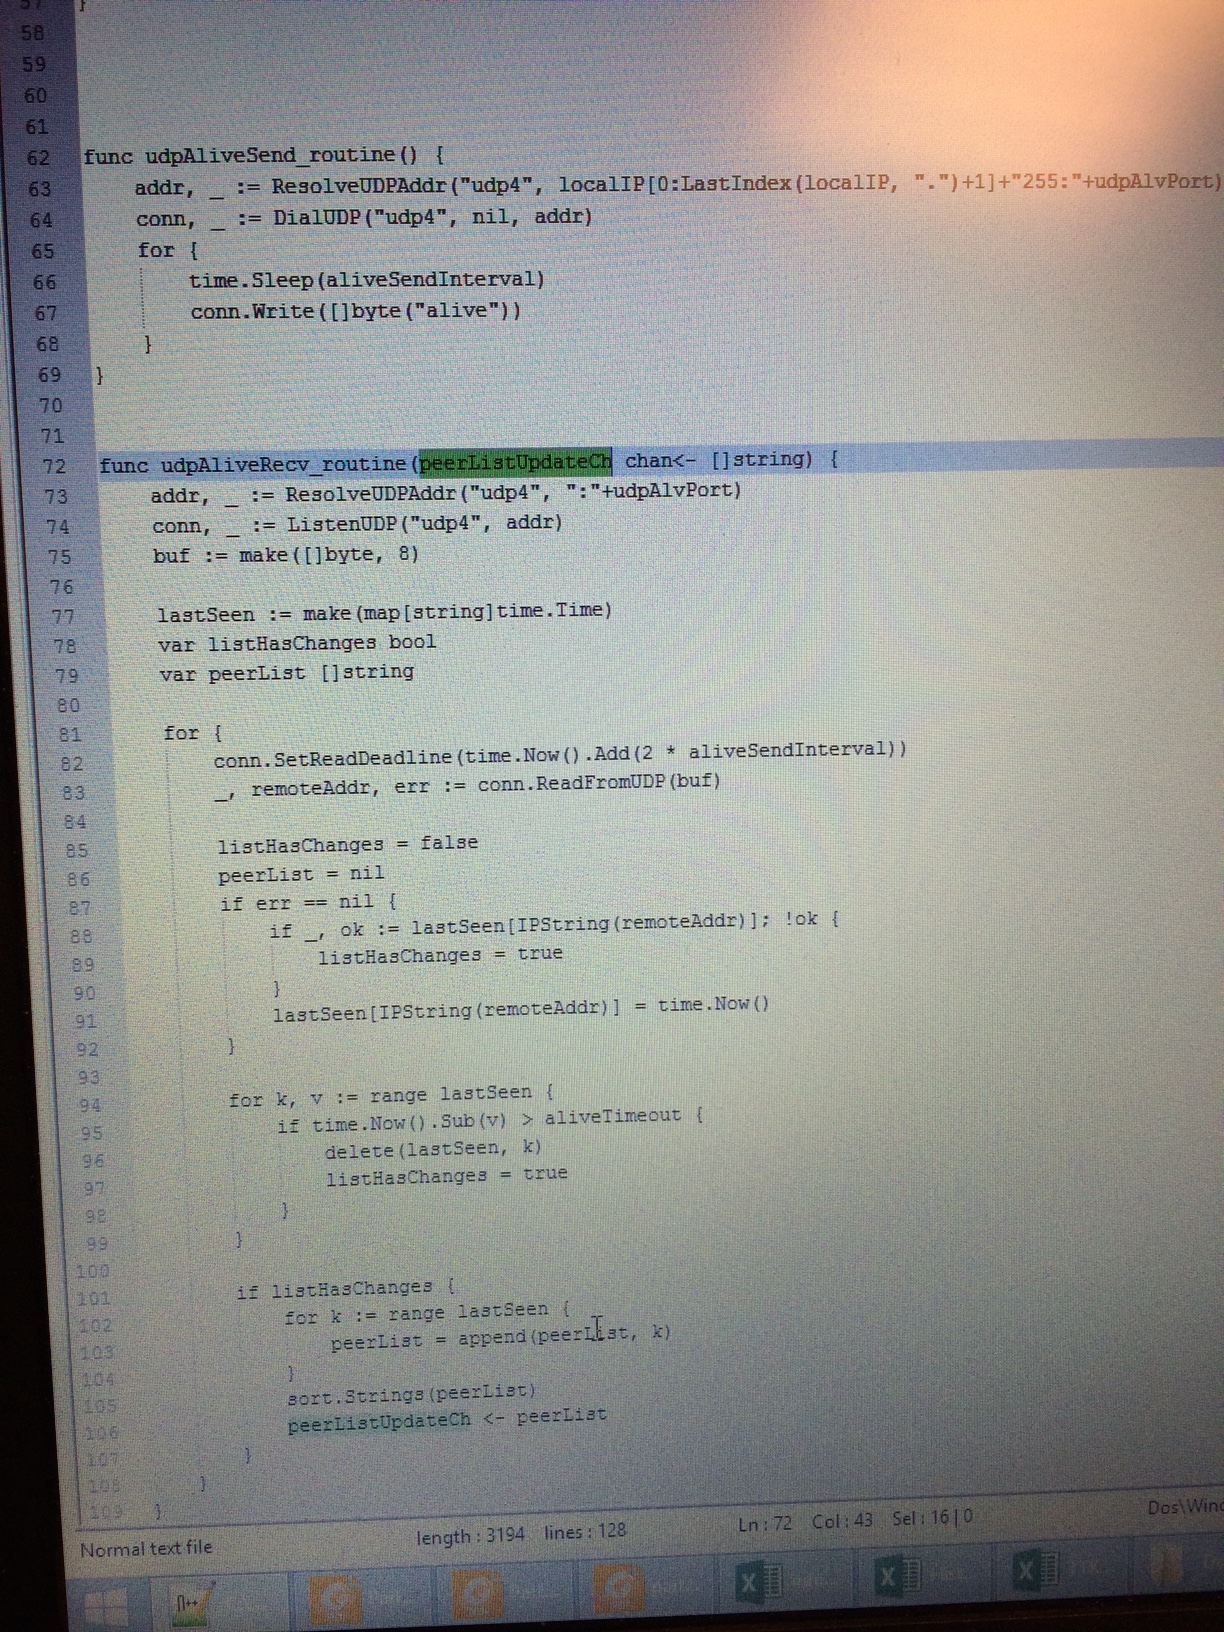 57 }
58
59
60
61
62 func udpAliveSend_routine() {
63 addr, _ := ResolveUDPAddr("udp4", localIP[0:LastIndex(localIP, ".")+1]+"255:"+udpAlvPort)
64 conn, _ := DialUDP("udp4", nil, addr)
65 for {
66 time.Sleep(aliveSendInterval)
67 conn.Write([]byte("alive"))
68 }
69 }
70
71
72 func udpAliveRecv_routine(peerListUpdateCh chan<- []string) {
73 addr, _ := ResolveUDPAddr("udp4", ":"+udpAlvPort)
74 conn, _ := ListenUDP("udp4", addr)
75 buf := make([]byte, 8)
76
77 lastSeen := make(map[string]time.Time)
78 var listHasChanges bool
79 var peerList []string
80
81 for {
82 conn.SetReadDeadline(time.Now().Add(2 * aliveSendInterval))
83 _, remoteAddr, err := conn.ReadFromUDP(buf)
84
85 listHasChanges = false
86 peerList = nil
87 if err == nil {
88 if _, ok := lastSeen[IPString(remoteAddr)]; !ok {
89 listHasChanges = true
90 }
91 lastSeen[IPString(remoteAddr)] = time.Now()
92 }
93
94 for k, v := range lastSeen {
95 if time.Now().Sub(v) > aliveTimeout {
96 delete(lastSeen, k)
97 listHasChanges = true
98 }
99 }
100
101 if listHasChanges {
102 for k := range lastSeen {
103 peerList = append(peerList, k)
104 }
105 sort.Strings(peerList)
106 peerListUpdateCh <- peerList
107 }
108 }
109 }
Normal text file length : 3194 lines : 128 Ln : 72 Col : 43 Sel : 16 | 0 Dos\Wind